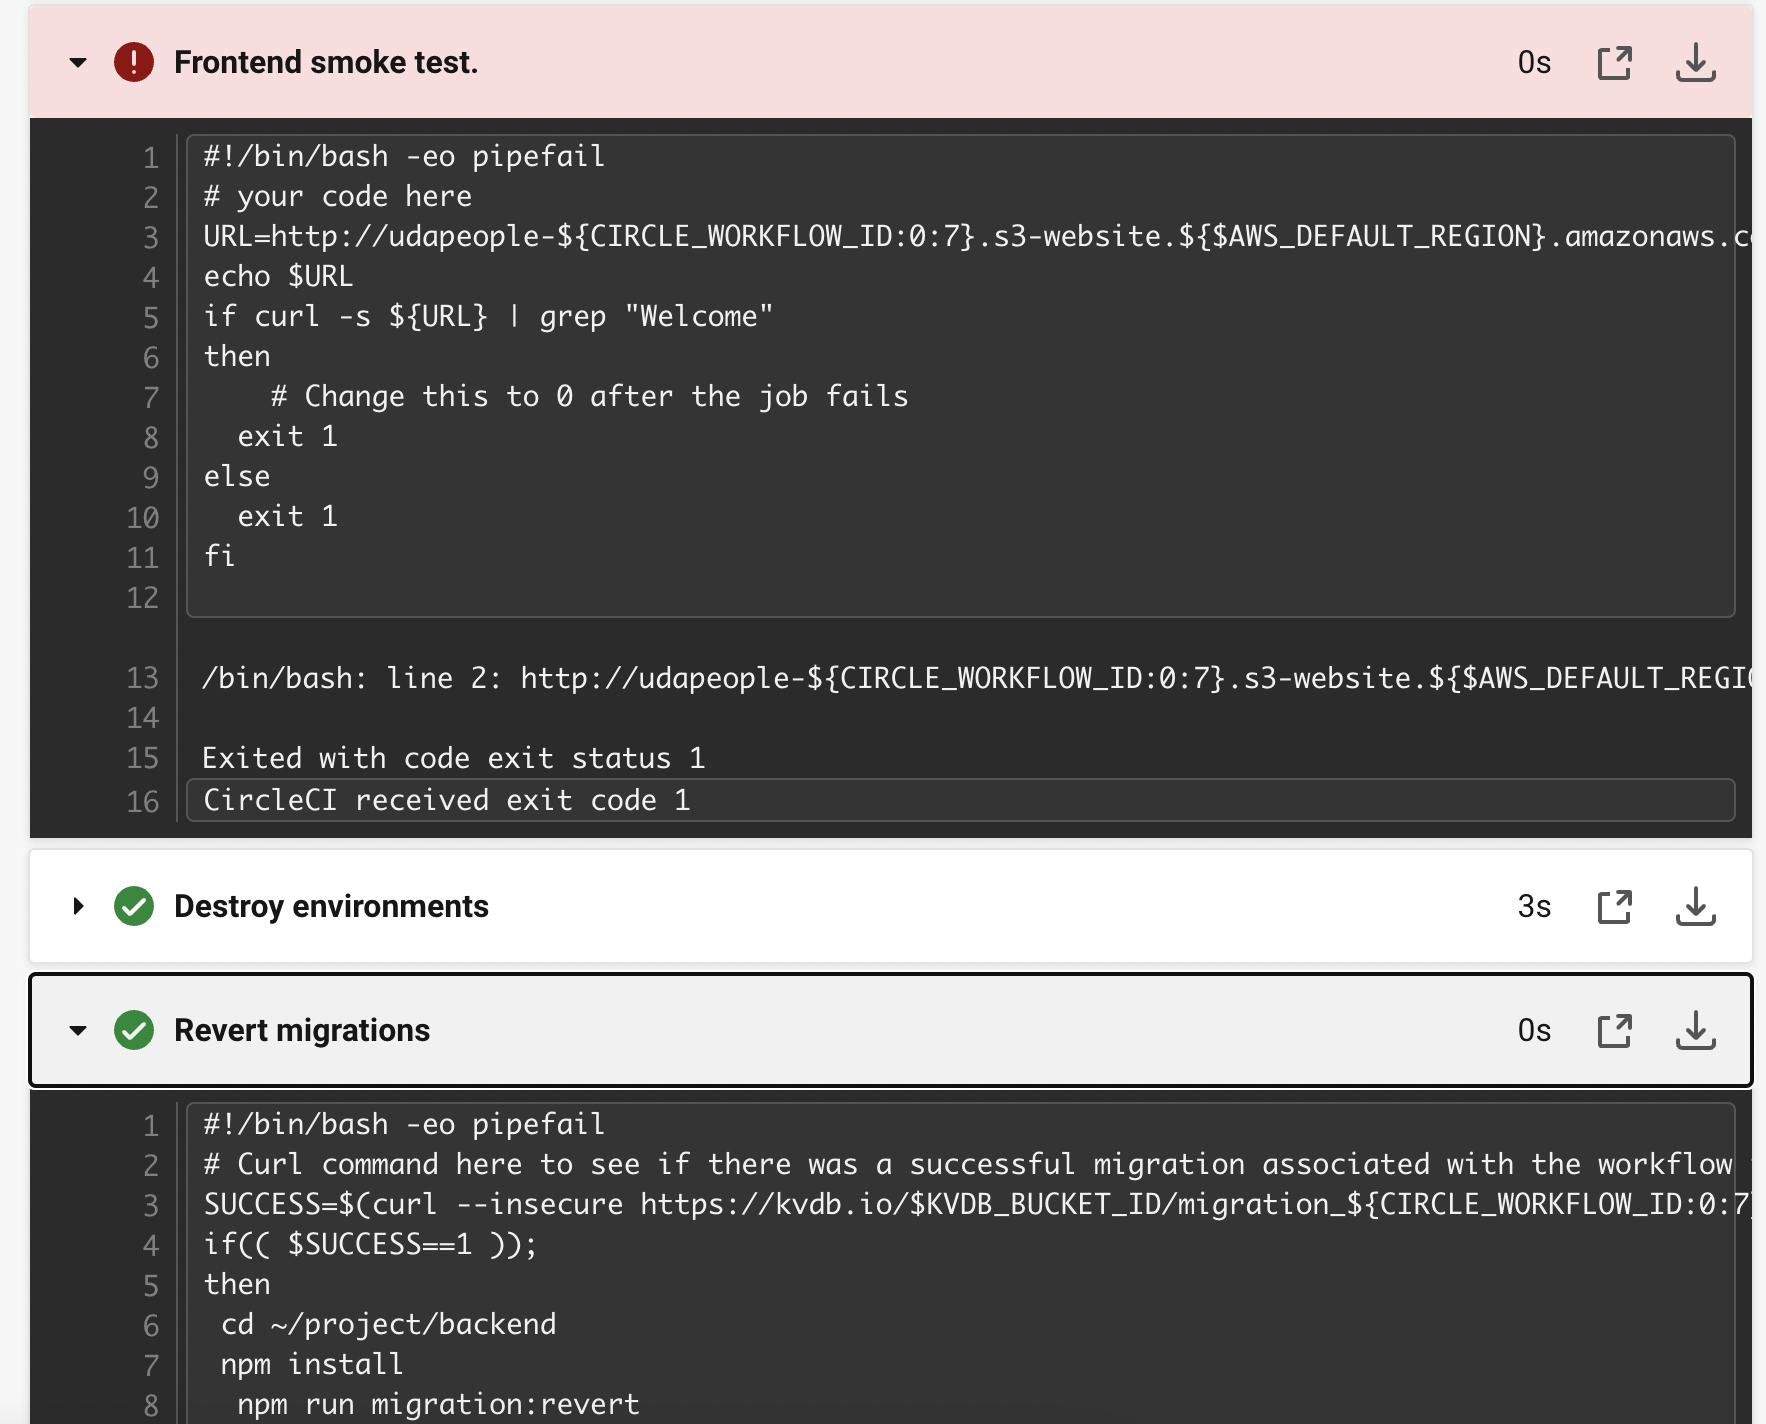 Frontend smoke test.
0s
1 #!/bin/bash -eo pipefail
2 # your code here
3 URL=http://udapeople-${CIRCLE_WORKFLOW_ID:0:7}.s3-website.${$AWS_DEFAULT_REGION}.amazonaws.c
4 echo $URL
5 if curl -s ${URL} | grep "Welcome"
6 then
7 # Change this to 0 after the job fails
8 exit 1
9 else
10 exit 1
11 fi
12
13 /bin/bash: line 2: http://udapeople-${CIRCLE_WORKFLOW_ID:0:7}.s3-website.${$AWS_DEFAULT_REGI
14
15 Exited with code exit status 1
16 CircleCI received exit code 1
Destroy environments
3s
Revert migrations
0s
1 #!/bin/bash -eo pipefail
2 # Curl command here to see if there was a successful migration associated with the workflow
3 SUCCESS=$(curl --insecure https://kvdb.io/$KVDB_BUCKET_ID/migration_${CIRCLE_WORKFLOW_ID:0:7}
4 if(( $SUCCESS==1 ));
5 then
6 cd ~/project/backend
7 npm install
8 npm run migration:revert